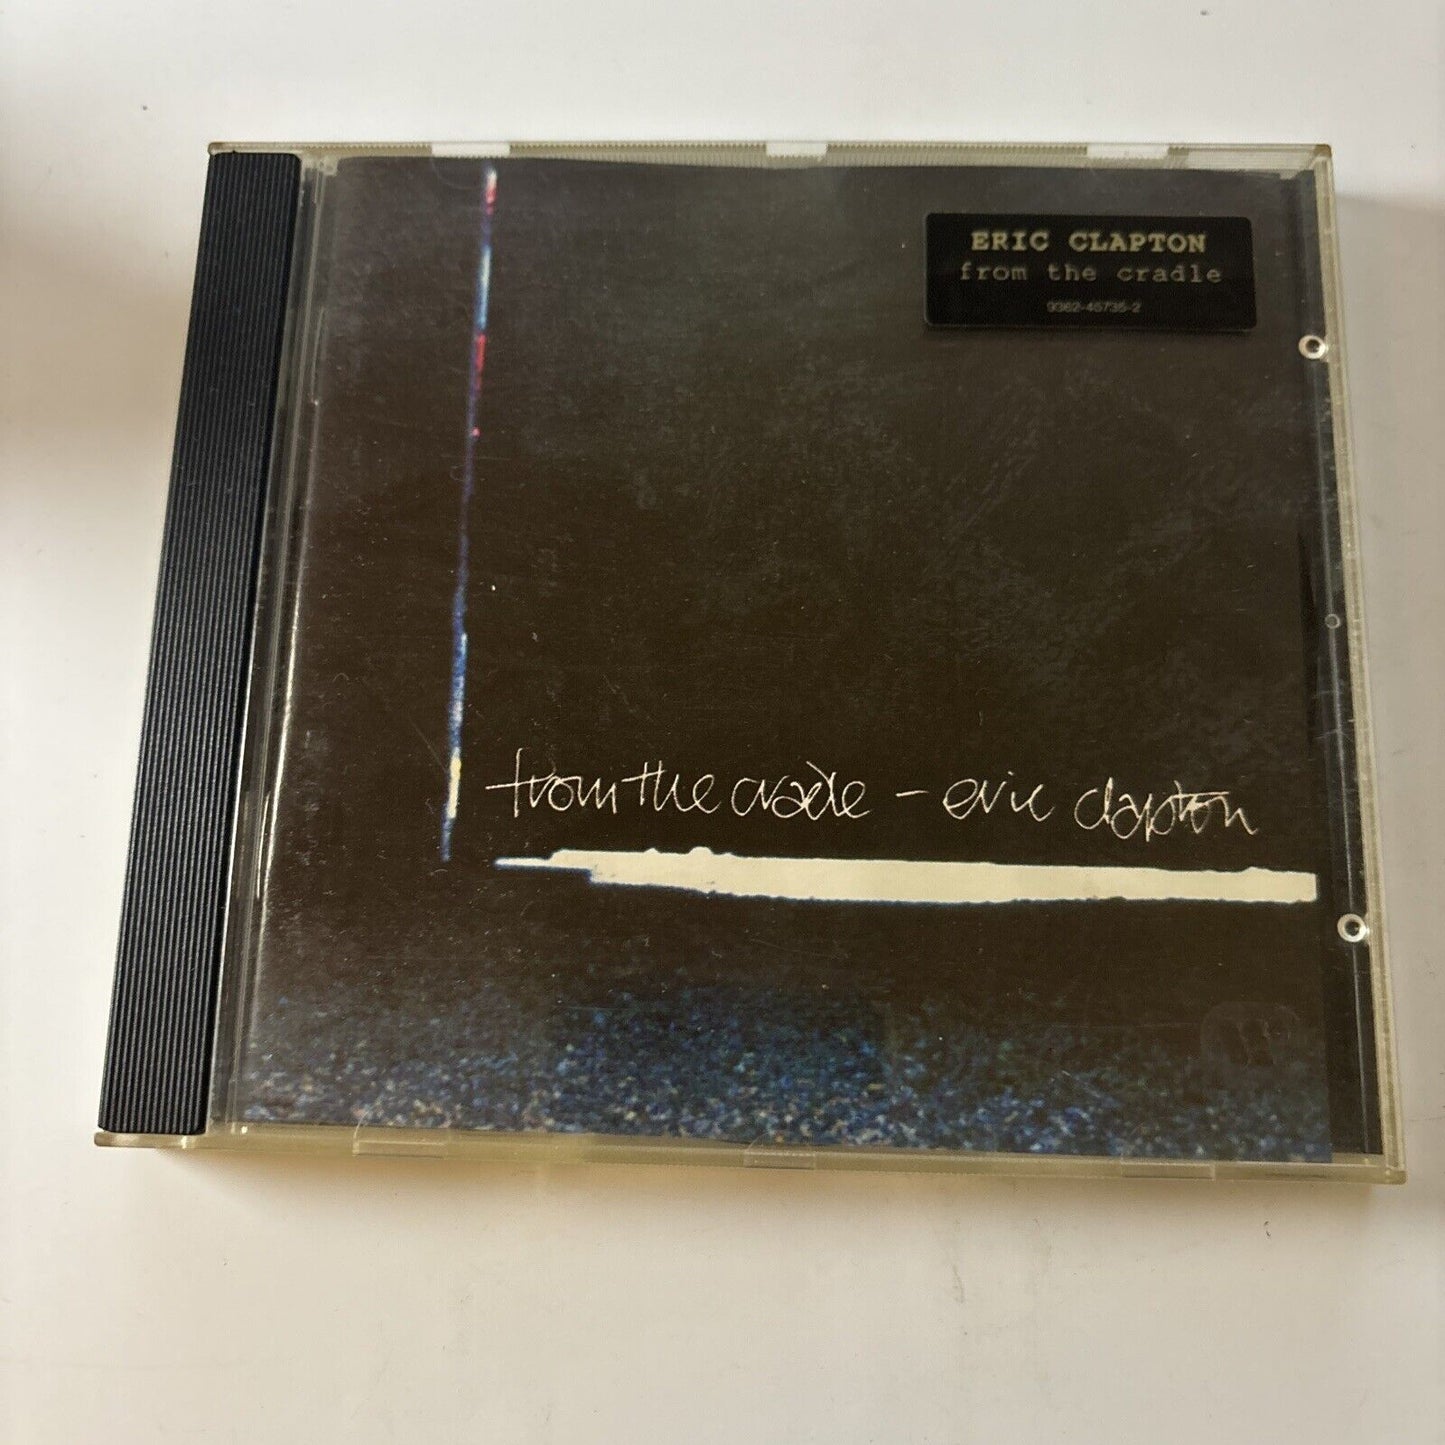 ERIC CLAPTON
from the cradle
9362-45735-2
from the cradle - eric clapton